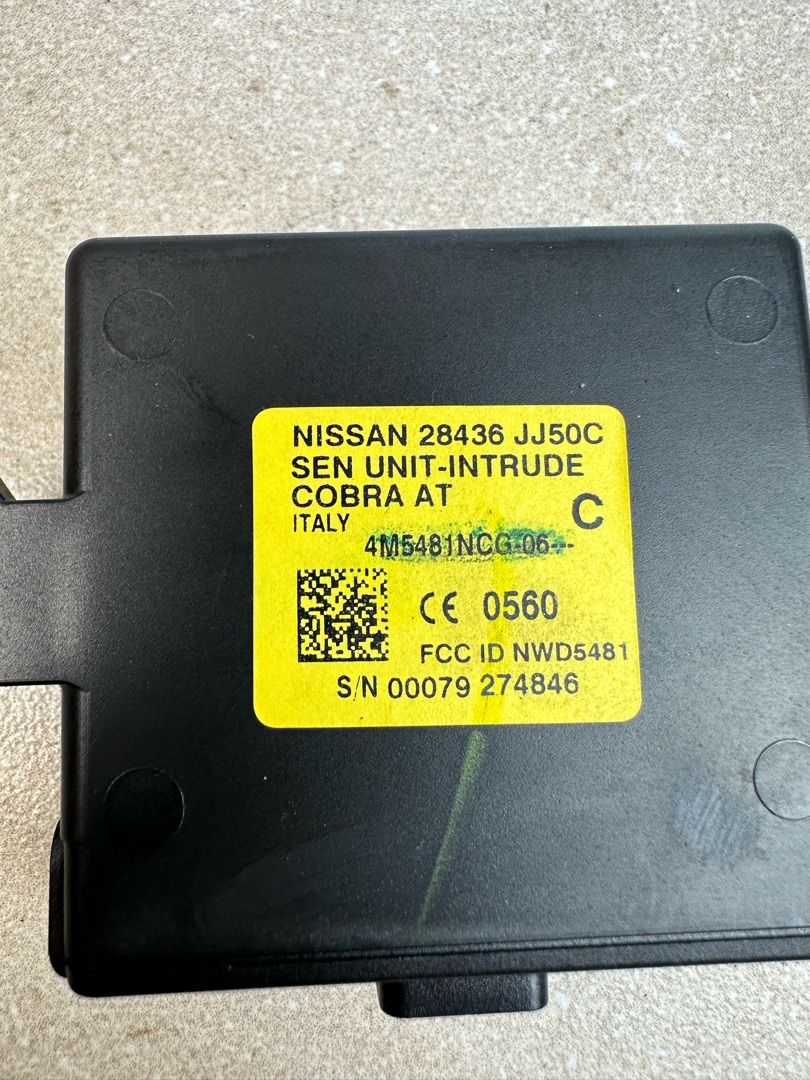 NISSAN 28436 JJ50C
SEN UNIT-INTRUDE
COBRA AT
ITALY
C
4M5481NCG-06--
CE 0560
FCC ID NWD5481
S/N 00079 274846